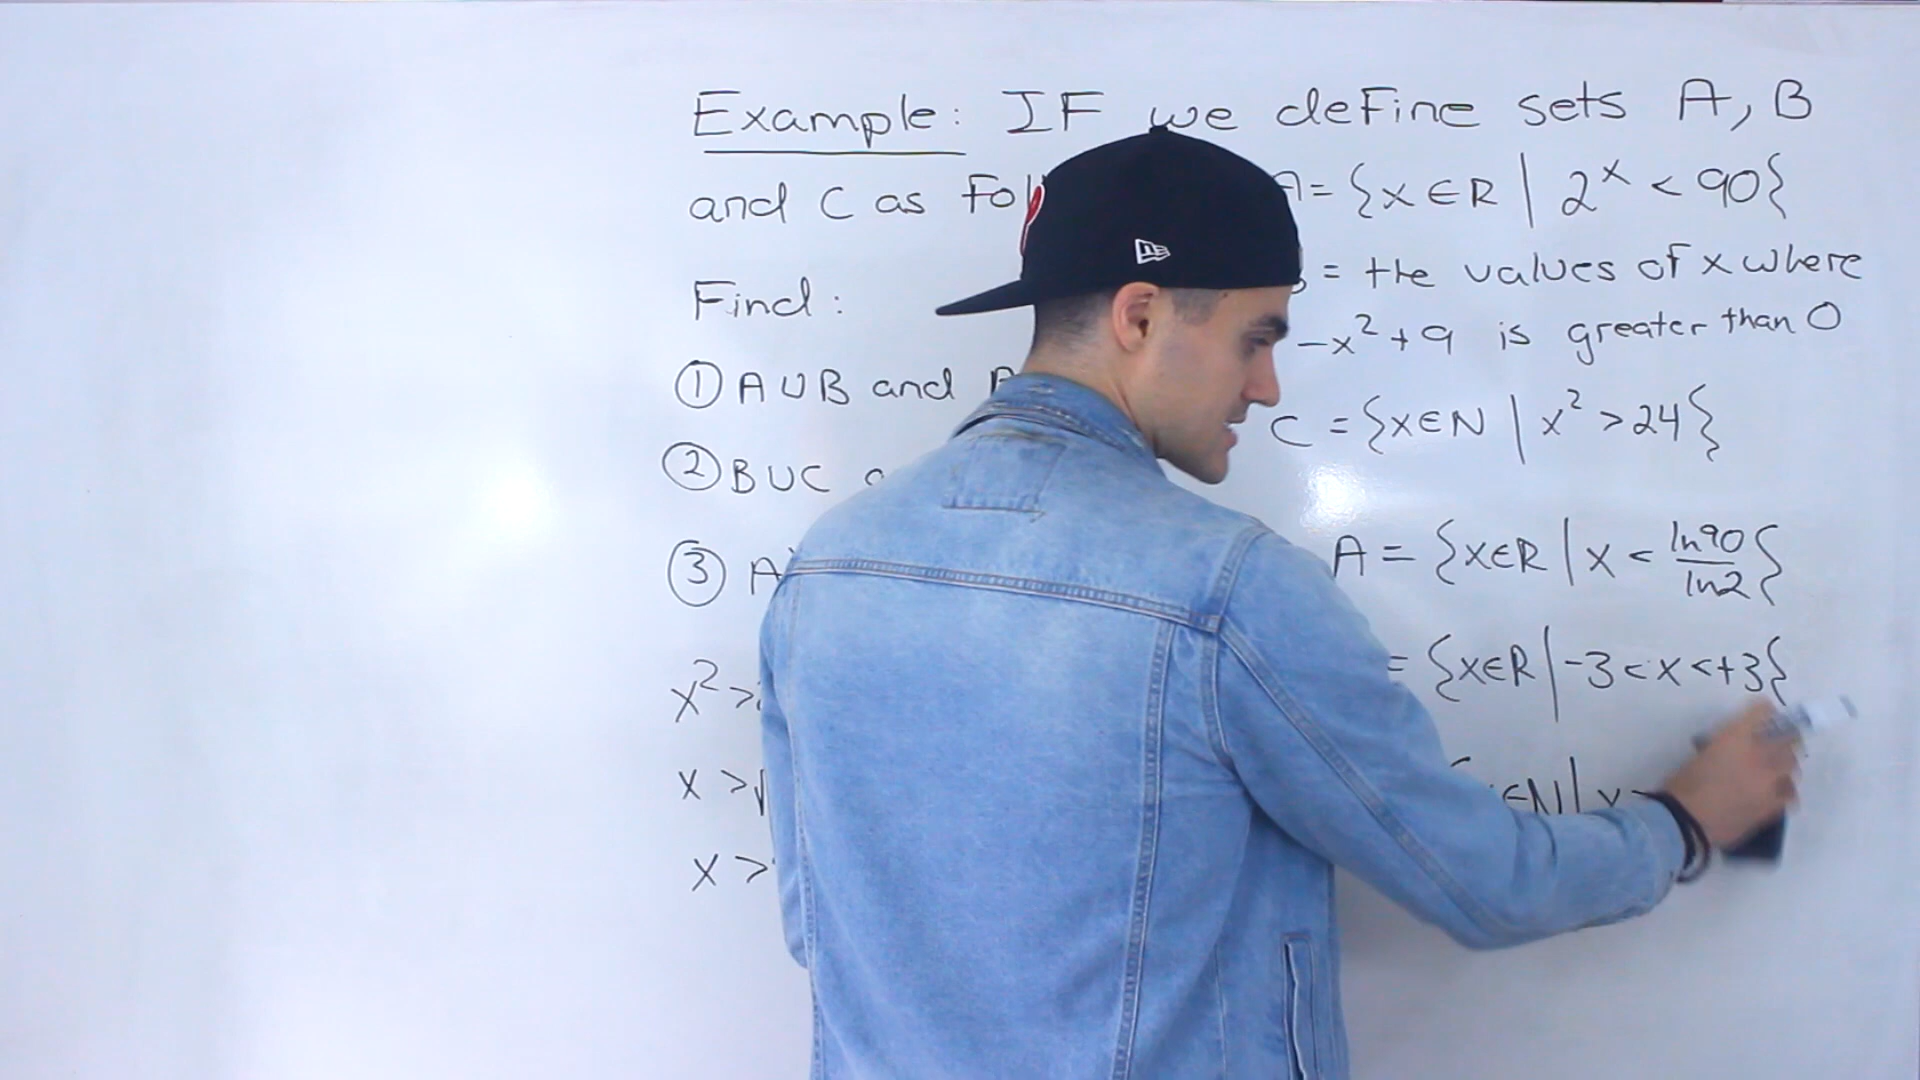 Example: IF we define sets A, B
and C as Fol A= {x ∈ R | 2^x < 90}
= the values of x where
Find :
-x² + 9 is greater than 0
① A ∪ B and
C = {x∈N | x² > 24}
② B ∪ C
A = {x∈R | x < ln90/ln2}
③ A
= {x∈R | -3 < x < +3}
x² >
x > √
∈N | x
x >